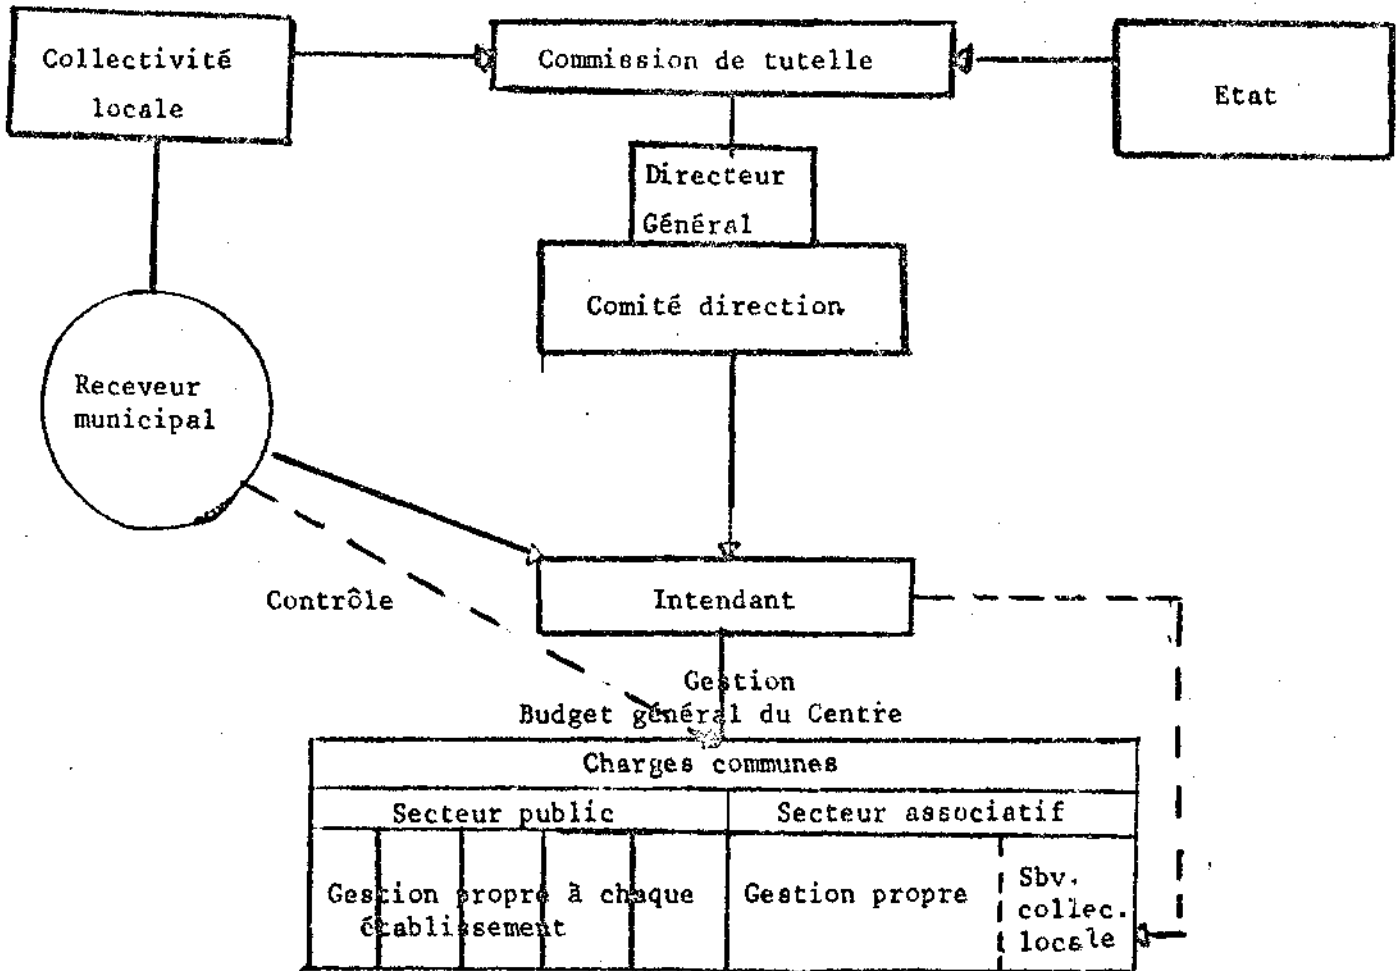 Collectivité
locale
Commission de tutelle
Etat
Directeur
Général
Comité direction
Receveur
municipal
Contrôle
Intendant
Gestion
Budget général du Centre
Charges communes
Secteur public
Secteur associatif
Gestion propre à chaque
établissement
Gestion propre
Sbv.
collec.
locale